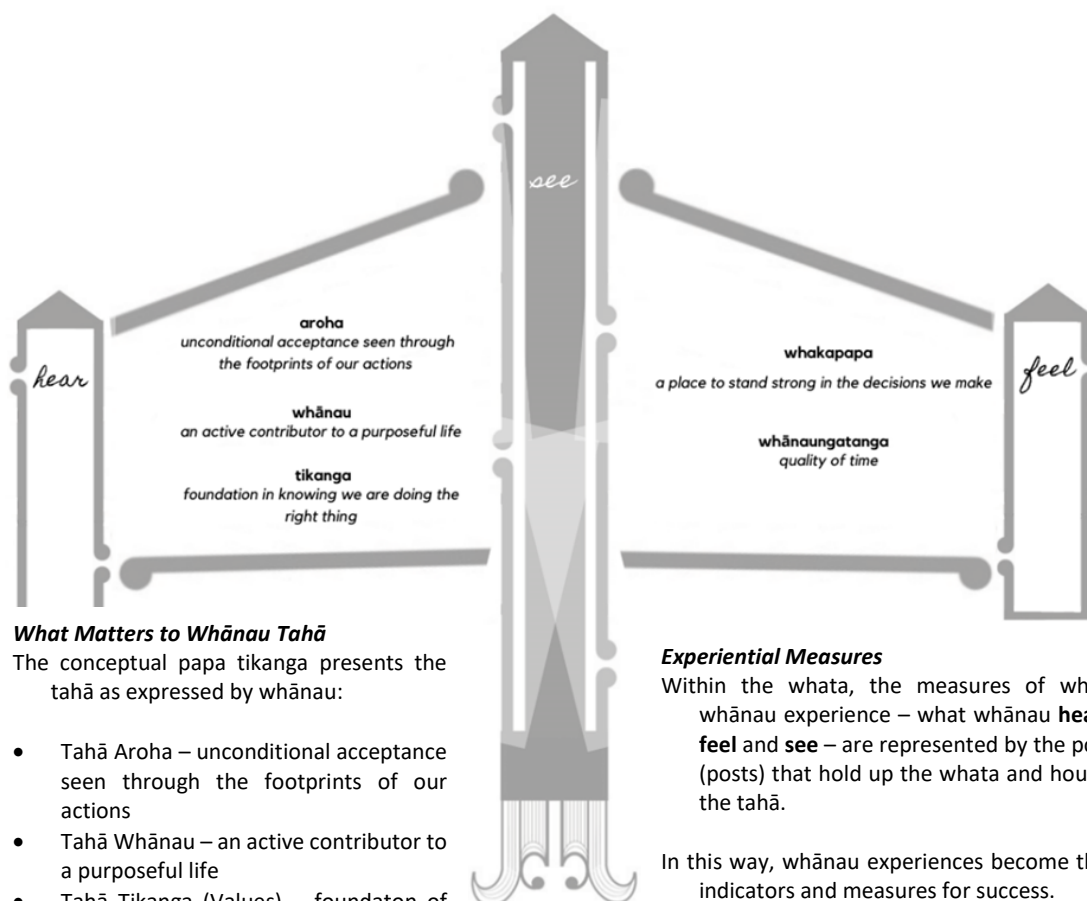 see
hear
aroha
unconditional acceptance seen through
the footprints of our actions
whānau
an active contributor to a purposeful life
tikanga
foundation in knowing we are doing the
right thing
whakapapa
a place to stand strong in the decisions we make
whānaungatanga
quality of time
feel
What Matters to Whānau Tahā
The conceptual papa tikanga presents the
tahā as expressed by whānau:
• Tahā Aroha – unconditional acceptance
seen through the footprints of our
actions
• Tahā Whānau – an active contributor to
a purposeful life
• Tahā Tikanga (Values) – foundaton of
Experiential Measures
Within the whata, the measures of
whānau experience – what whānau
feel and see – are represented by the
(posts) that hold up the whata and
the tahā.
In this way, whānau experiences become
indicators and measures for success.